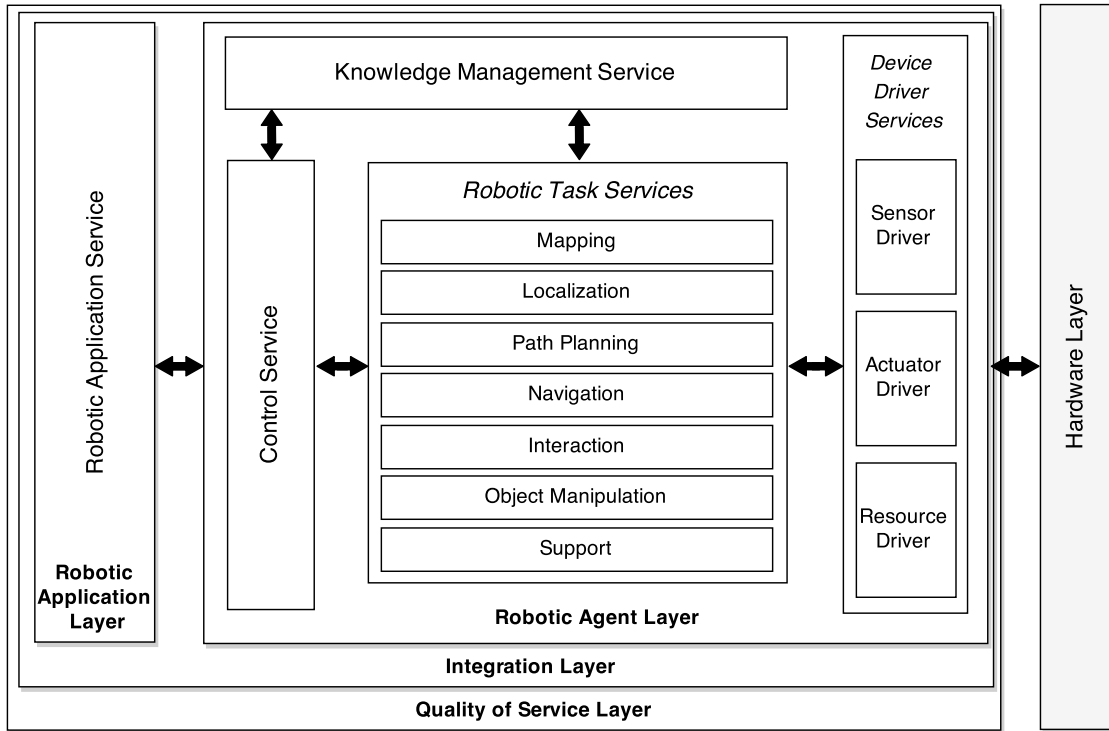 Knowledge Management Service
Device
Driver
Services
Robotic Application Service
Control Service
Robotic Task Services
Mapping
Localization
Path Planning
Navigation
Interaction
Object Manipulation
Support
Sensor
Driver
Actuator
Driver
Resource
Driver
Hardware Layer
Robotic
Application
Layer
Robotic Agent Layer
Integration Layer
Quality of Service Layer